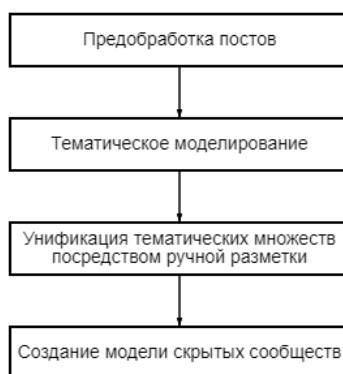 Предобработка постов
Тематическое моделирование
Унификация тематических множеств
посредством ручной разметки
Создание модели скрытых сообществ